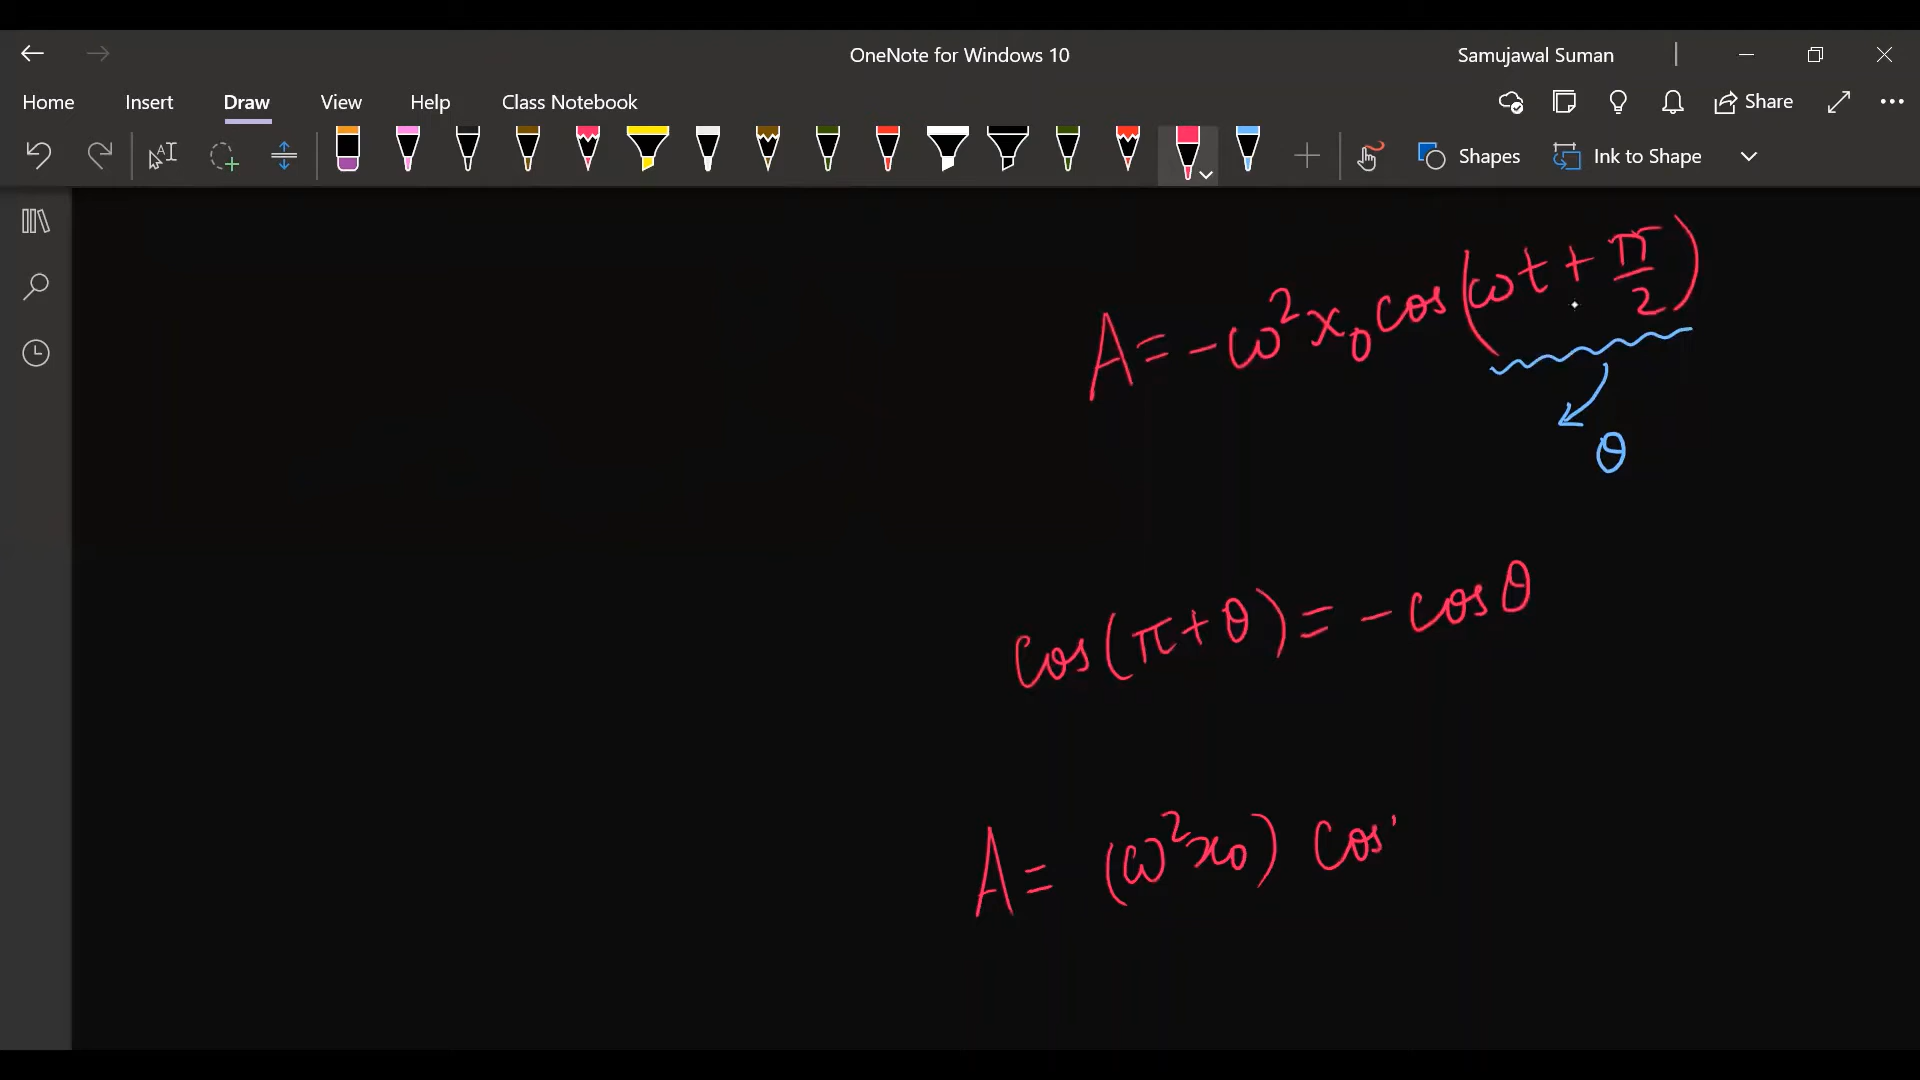 OneNote for Windows 10
Samujawal Suman
Home Insert Draw View Help Class Notebook
Share
Shapes Ink to Shape
A = -ω²x₀cos(ωt + π/2)
θ
cos(π+θ) = - cosθ
A = (ω²x₀) cos